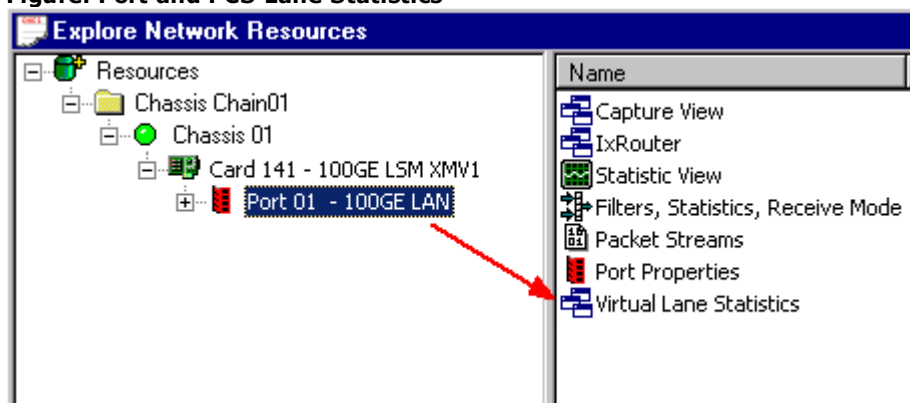 Figure: Port and PCS Lane Statistics
Explore Network Resources
Resources
Chassis Chain01
Chassis 01
Card 141 - 100GE LSM XMV1
Port 01 - 100GE LAN
Name
Capture View
IxRouter
Statistic View
Filters, Statistics, Receive Mode
Packet Streams
Port Properties
Virtual Lane Statistics